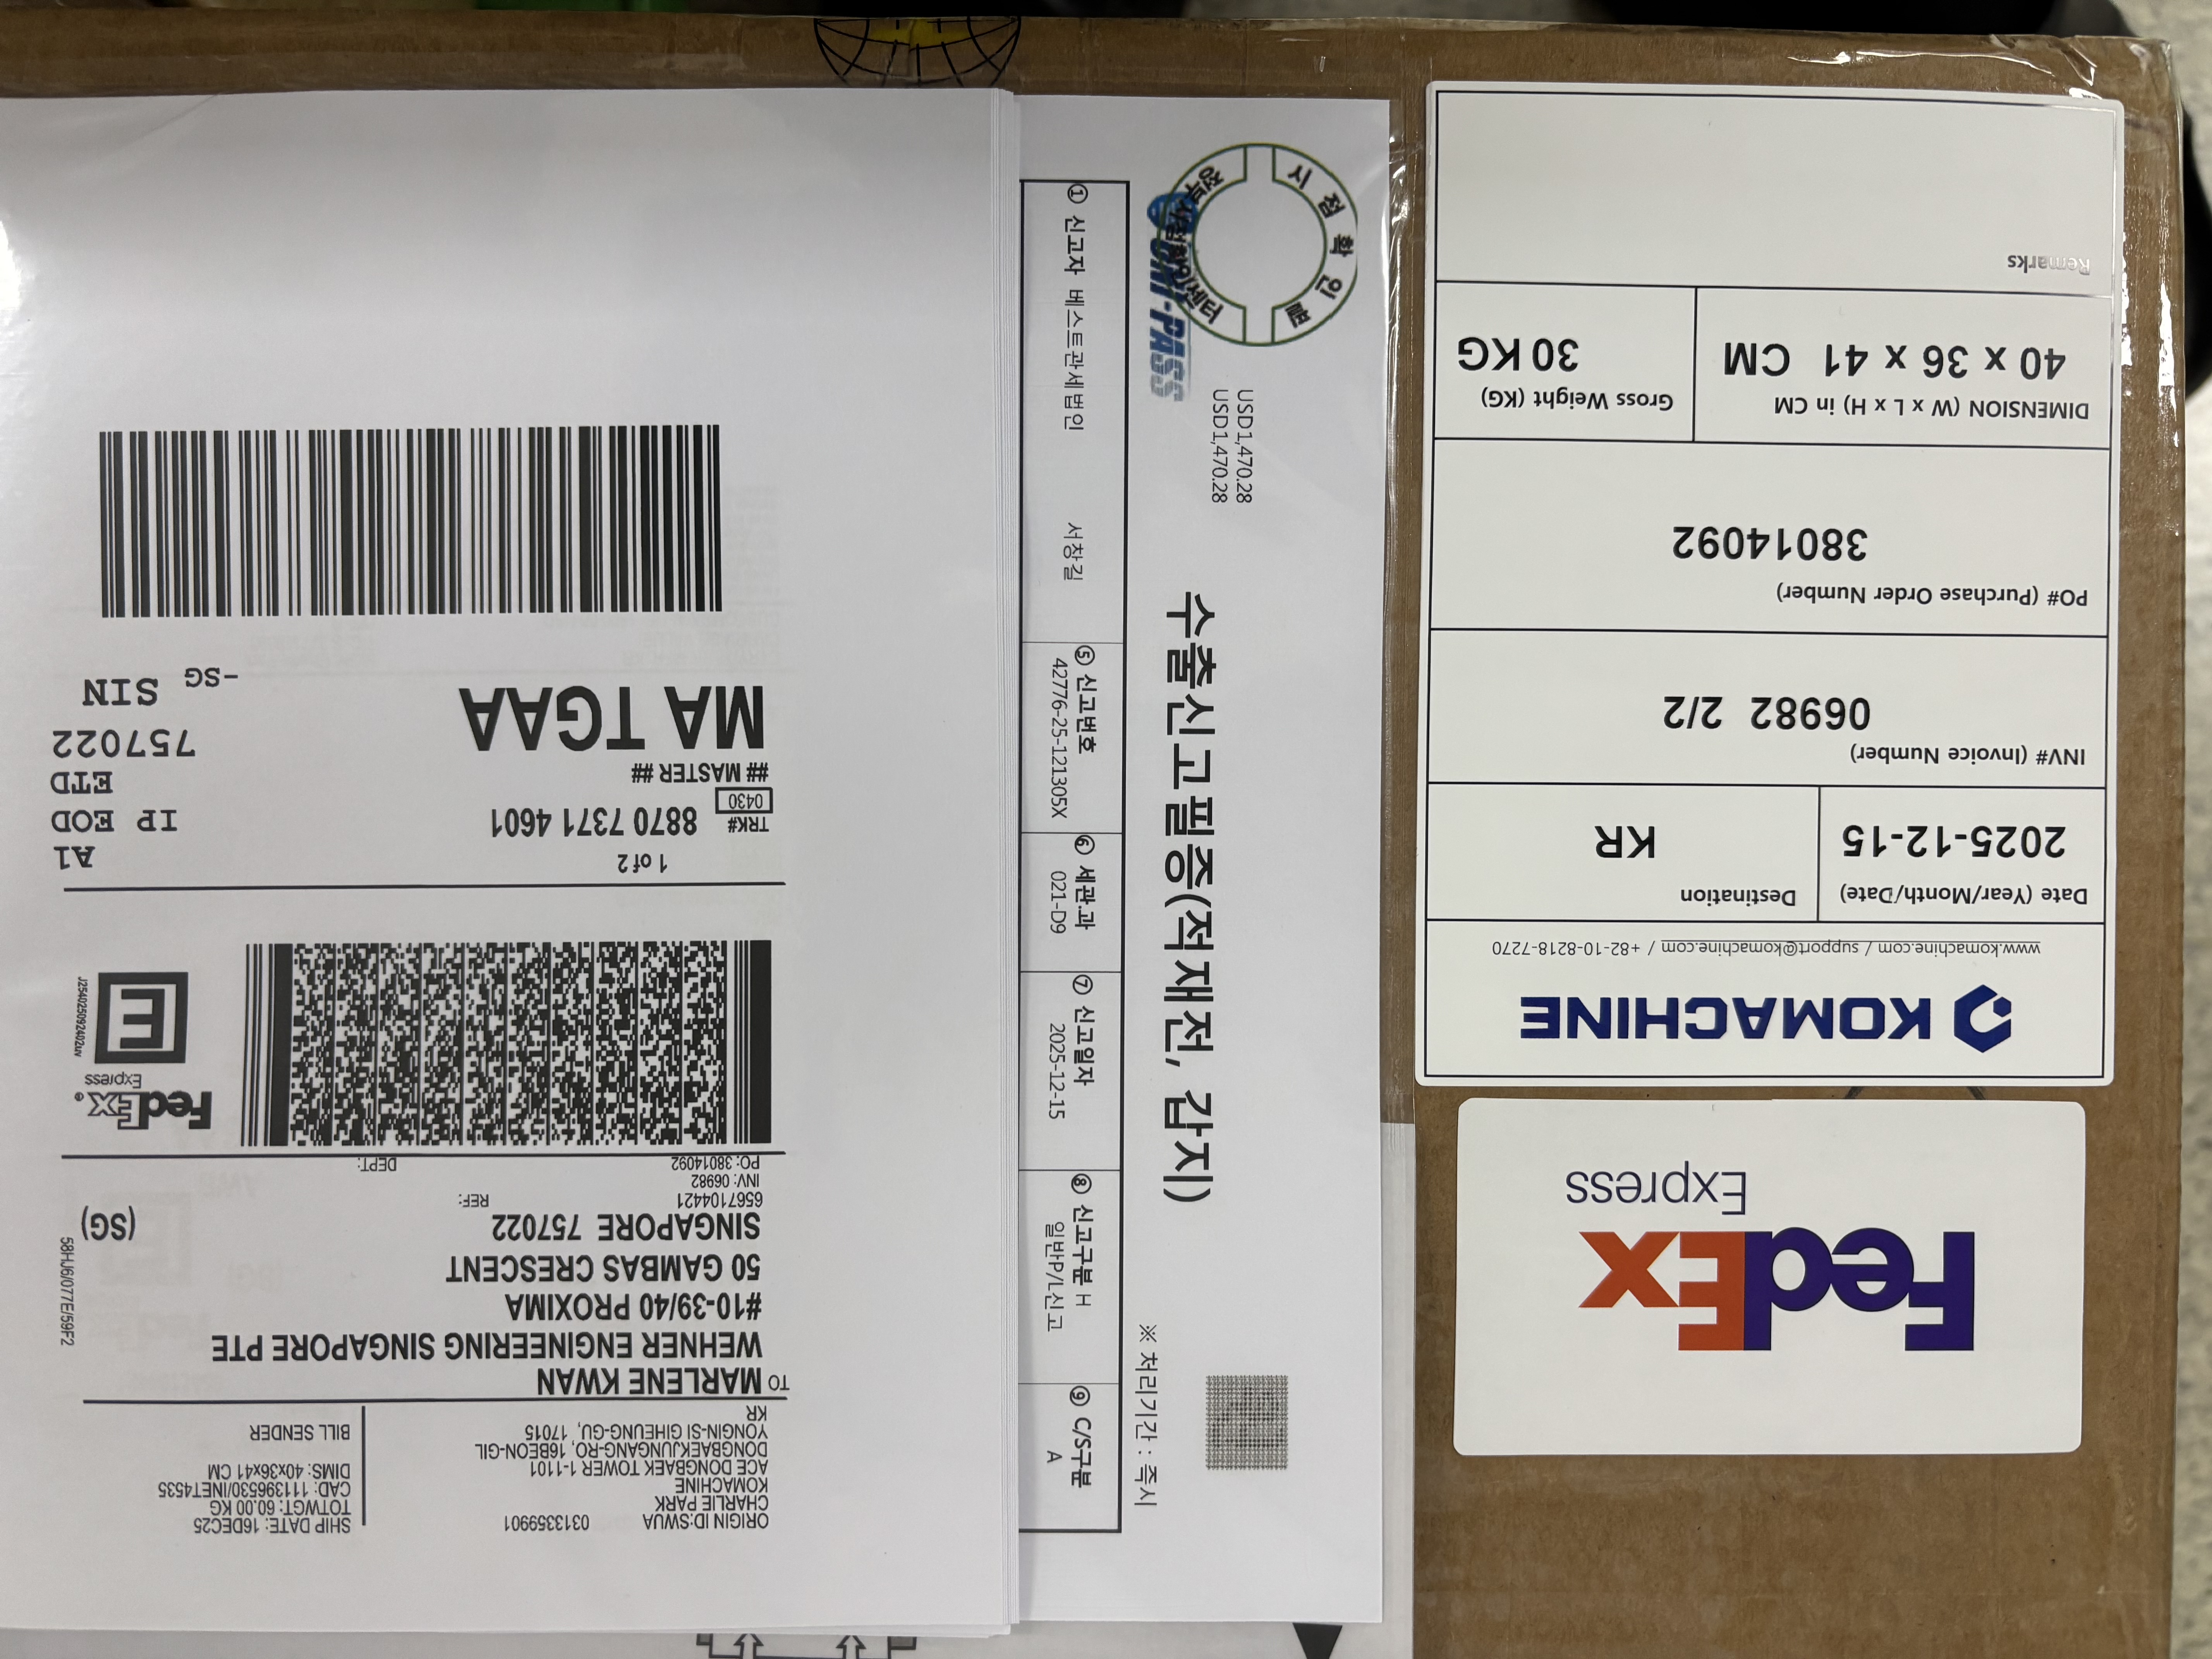 KOMACHINE
www.komachine.com / support@komachine.com / +82-10-8218-7270
Date (Year/Month/Date)
2025-12-15
Destination
KR
INV# (Invoice Number)
06982 2/2
PO# (Purchase Order Number)
38014092
DIMENSION (W x L x H) in CM
40 x 36 x 41 CM
Gross Weight (KG)
30 KG
Remarks
FedEx
Express
ORIGIN ID:SWUA 0313359901
CHARLIE PARK
KOMACHINE
ACE DONGBAEK TOWER 1-1101
DONGBAEKJUNGANG-RO, 16BEON-GIL
YONGIN-SI GIHEUNG-GU, 17015
KR
SHIP DATE: 16DEC25
TOTWGT: 60.00 KG
CAD: 111396530/INET4535
DIMS: 40x36x41 CM
BILL SENDER
TO MARLENE KWAN
WEHNER ENGINEERING SINGAPORE PTE
#10-39/40 PROXIMA
50 GAMBAS CRESCENT
SINGAPORE 757022
(SG)
6567104421 REF:
INV: 06982
PO: 38014092 DEPT:
58HJ6/077E/59F2
FedEx
Express
E
J254025092402uv
1 of 2
TRK# 8870 7371 4601
0430
## MASTER ##
MA TGAA
A1
IP EOD
ETD
757022
-SG SIN
수출신고필증(적재전, 갑지)
※ 처리기간 : 즉시
USD1,470.28
USD1,470.28
시점확인필
UNI-PASS
① 신고자 베스트관세법인 서창길
⑤ 신고번호
42776-25-121305X
⑥ 세관.과
021-D9
⑦ 신고일자
2025-12-15
⑧ 신고구분 H
일반P/L신고
⑨ C/S구분
A